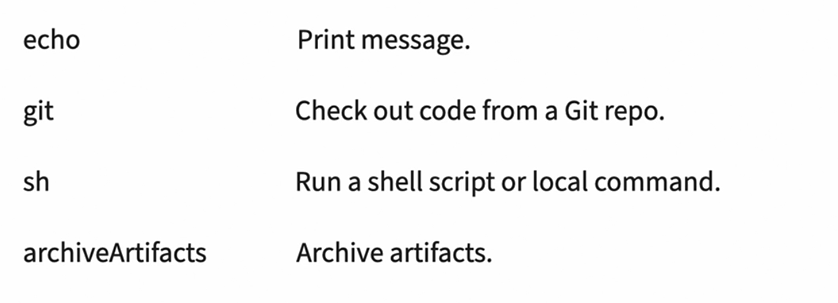 echo Print message.
git Check out code from a Git repo.
sh Run a shell script or local command.
archiveArtifacts Archive artifacts.